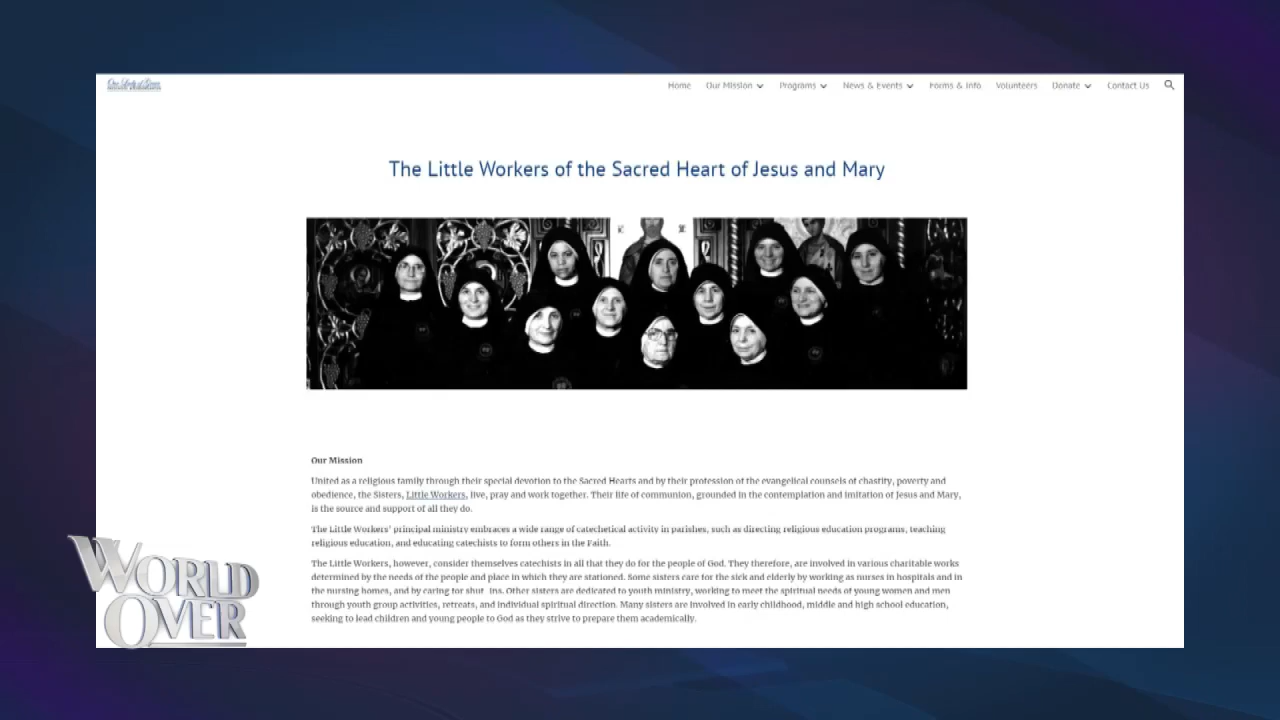 Home Our Mission Programs News & Events Forms & Info Volunteers Donate Contact Us
The Little Workers of the Sacred Heart of Jesus and Mary
Our Mission
United as a religious family through their special devotion to the Sacred Hearts and by their profession of the evangelical counsels of chastity, poverty and
obedience, the Sisters, Little Workers, live, pray and work together. Their life of communion, grounded in the contemplation and imitation of Jesus and Mary,
is the source and support of all they do.
The Little Workers' principal ministry embraces a wide range of catechetical activity in parishes, such as directing religious education programs, teaching
religious education, and educating catechists to form others in the Faith.
The Little Workers, however, consider themselves catechists in all that they do for the people of God. They therefore, are involved in various charitable works
determined by the needs of the people and place in which they are stationed. Some sisters care for the sick and elderly by working as nurses in hospitals and in
the nursing homes, and by caring for shut-ins. Other sisters are dedicated to youth ministry, working to meet the spiritual needs of young women and men
through youth group activities, retreats, and individual spiritual direction. Many sisters are involved in early childhood, middle and high school education,
seeking to lead children and young people to God as they strive to prepare them academically.
WORLD
OVER